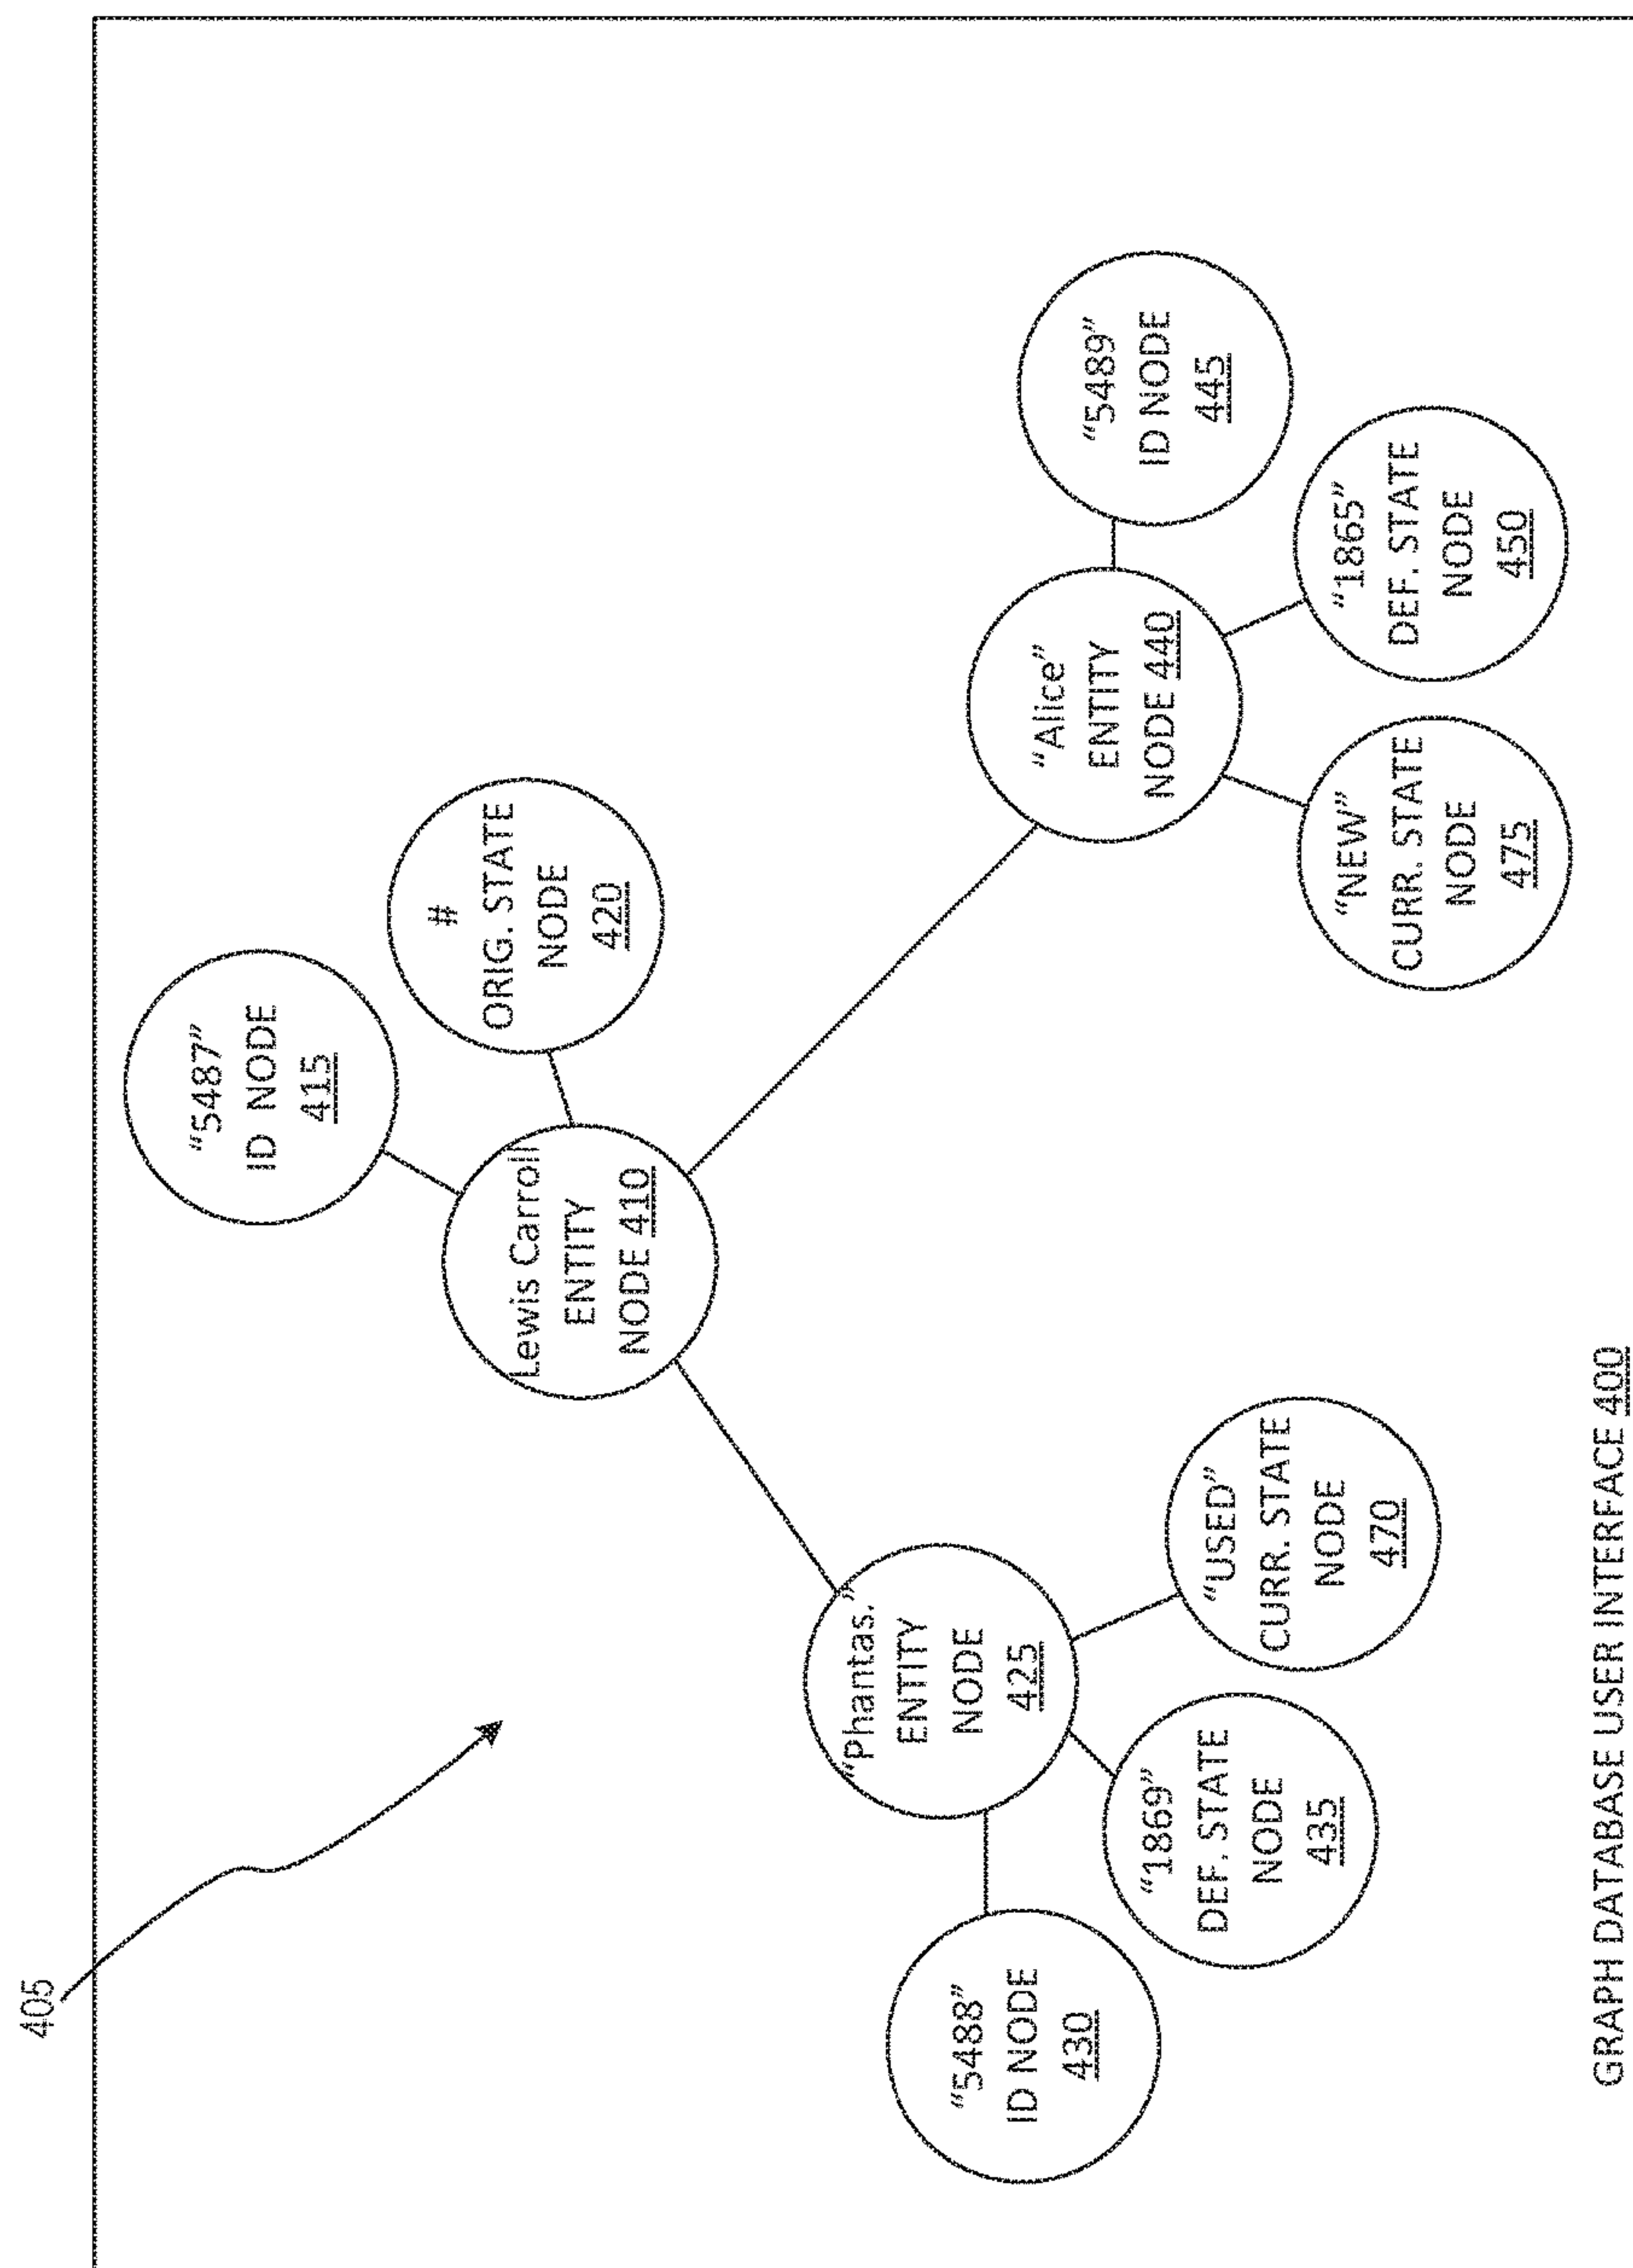 405
"5487"
ID NODE
415
#
ORIG. STATE
NODE
420
Lewis Carroll
ENTITY
NODE 410
"Phantas."
ENTITY
NODE
425
"5488"
ID NODE
430
"1869"
DEF. STATE
NODE
435
"USED"
CURR. STATE
NODE
470
"Alice"
ENTITY
NODE 440
"5489"
ID NODE
445
"NEW"
CURR. STATE
NODE
475
"1865"
DEF. STATE
NODE
450
GRAPH DATABASE USER INTERFACE 400